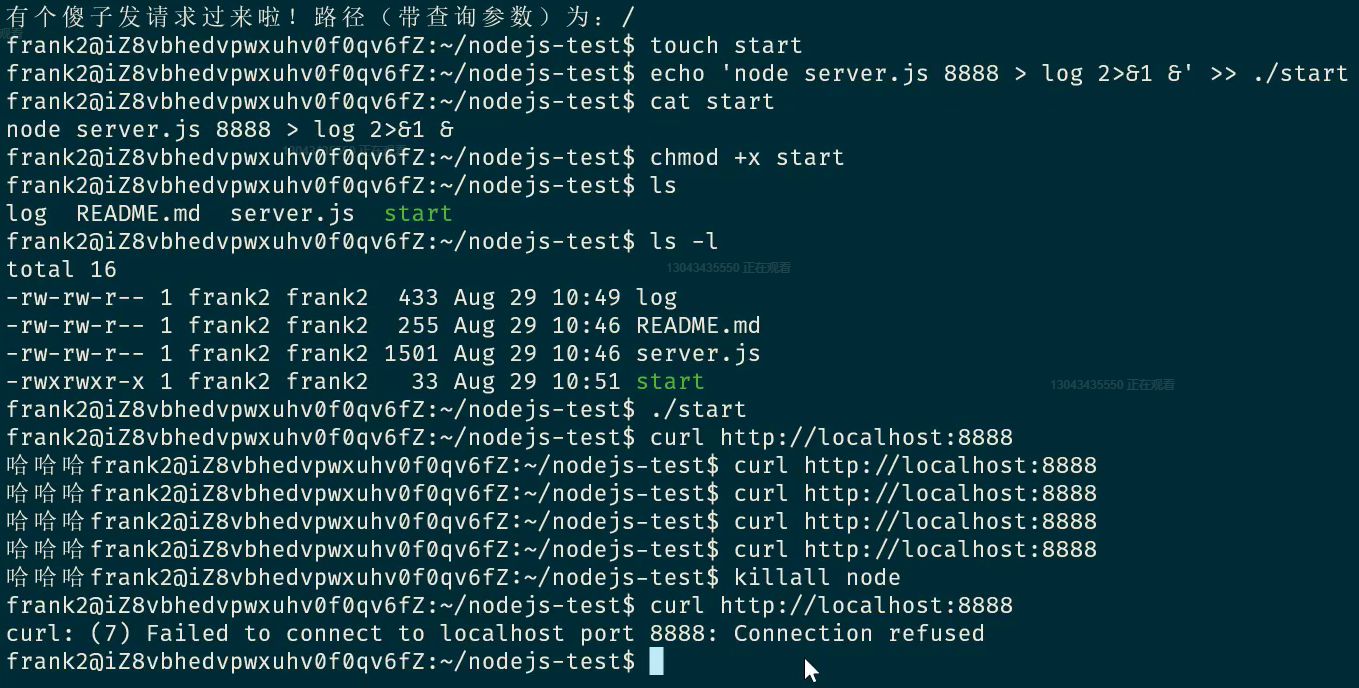 有个傻子发请求过来啦！路径（带查询参数）为：/
frank2@iZ8vbhedvpwxuhv0f0qv6fZ:~/nodejs-test$ touch start
frank2@iZ8vbhedvpwxuhv0f0qv6fZ:~/nodejs-test$ echo 'node server.js 8888 > log 2>&1 &' >> ./start
frank2@iZ8vbhedvpwxuhv0f0qv6fZ:~/nodejs-test$ cat start
node server.js 8888 > log 2>&1 &
frank2@iZ8vbhedvpwxuhv0f0qv6fZ:~/nodejs-test$ chmod +x start
frank2@iZ8vbhedvpwxuhv0f0qv6fZ:~/nodejs-test$ ls
log  README.md  server.js  start
frank2@iZ8vbhedvpwxuhv0f0qv6fZ:~/nodejs-test$ ls -l
total 16
13043435550 正在观看
-rw-rw-r-- 1 frank2 frank2  433 Aug 29 10:49 log
-rw-rw-r-- 1 frank2 frank2  255 Aug 29 10:46 README.md
-rw-rw-r-- 1 frank2 frank2 1501 Aug 29 10:46 server.js
-rwxrwxr-x 1 frank2 frank2   33 Aug 29 10:51 start
13043435550 正在观看
frank2@iZ8vbhedvpwxuhv0f0qv6fZ:~/nodejs-test$ ./start
frank2@iZ8vbhedvpwxuhv0f0qv6fZ:~/nodejs-test$ curl http://localhost:8888
哈哈哈frank2@iZ8vbhedvpwxuhv0f0qv6fZ:~/nodejs-test$ curl http://localhost:8888
哈哈哈frank2@iZ8vbhedvpwxuhv0f0qv6fZ:~/nodejs-test$ curl http://localhost:8888
哈哈哈frank2@iZ8vbhedvpwxuhv0f0qv6fZ:~/nodejs-test$ curl http://localhost:8888
哈哈哈frank2@iZ8vbhedvpwxuhv0f0qv6fZ:~/nodejs-test$ curl http://localhost:8888
哈哈哈frank2@iZ8vbhedvpwxuhv0f0qv6fZ:~/nodejs-test$ killall node
frank2@iZ8vbhedvpwxuhv0f0qv6fZ:~/nodejs-test$ curl http://localhost:8888
curl: (7) Failed to connect to localhost port 8888: Connection refused
frank2@iZ8vbhedvpwxuhv0f0qv6fZ:~/nodejs-test$